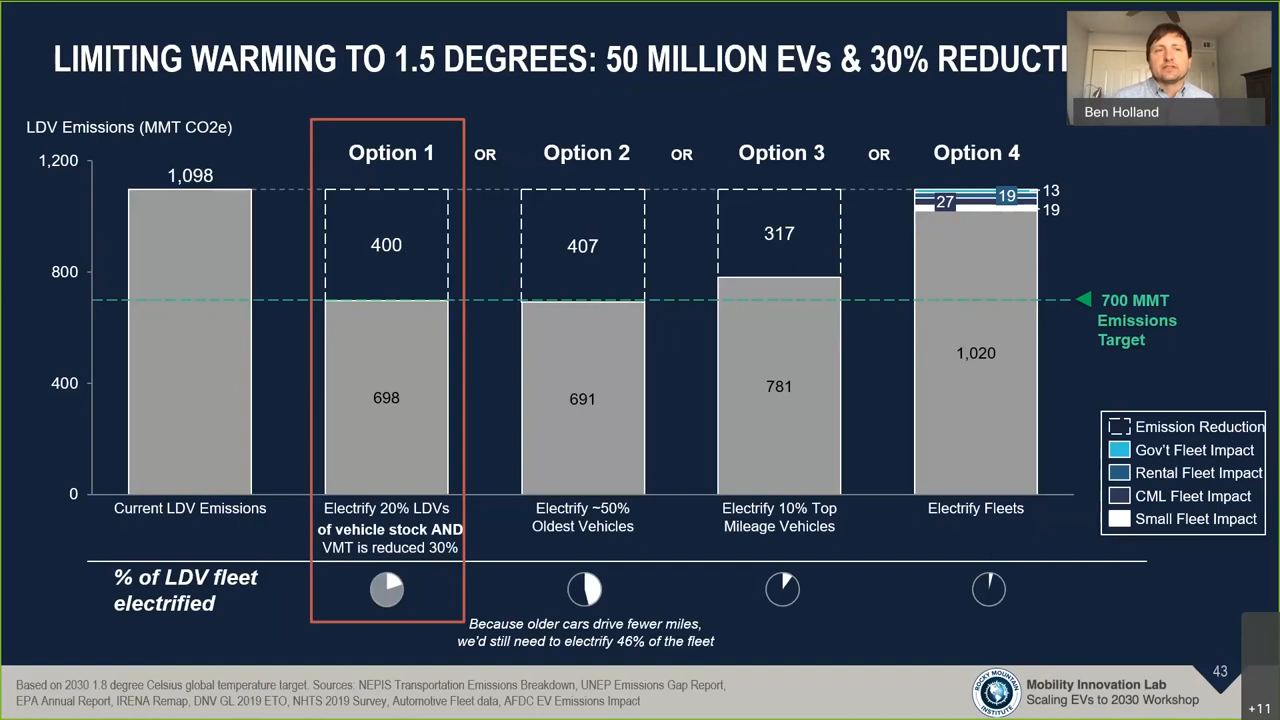 LIMITING WARMING TO 1.5 DEGREES: 50 MILLION EVs & 30% REDUCTI
Ben Holland
LDV Emissions (MMT CO2e)
1,200
800
400
0
Option 1
OR
Option 2
OR
Option 3
OR
Option 4
1,098
400
407
317
27
19
13
19
698
691
781
1,020
700 MMT
Emissions
Target
Emission Reduction
Gov't Fleet Impact
Rental Fleet Impact
CML Fleet Impact
Small Fleet Impact
Current LDV Emissions
Electrify 20% LDVs
of vehicle stock AND
VMT is reduced 30%
Electrify ~50%
Oldest Vehicles
Electrify 10% Top
Mileage Vehicles
Electrify Fleets
% of LDV fleet
electrified
Because older cars drive fewer miles,
we'd still need to electrify 46% of the fleet
Based on 2030 1.8 degree Celsius global temperature target. Sources: NEPIS Transportation Emissions Breakdown, UNEP Emissions Gap Report,
EPA Annual Report, IRENA Remap, DNV GL 2019 ETO, NHTS 2019 Survey, Automotive Fleet data, AFDC EV Emissions Impact
ROCKY MOUNTAIN
INSTITUTE
Mobility Innovation Lab
Scaling EVs to 2030 Workshop
43
+11